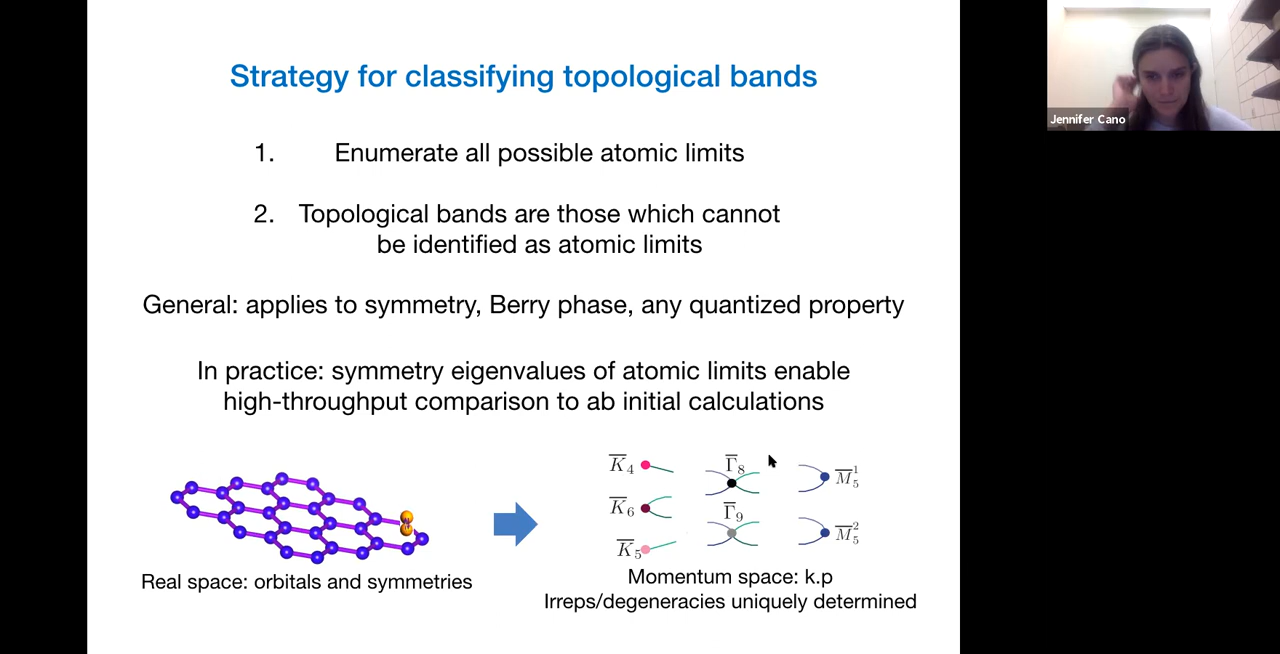 Strategy for classifying topological bands
1. Enumerate all possible atomic limits
2. Topological bands are those which cannot
be identified as atomic limits
General: applies to symmetry, Berry phase, any quantized property
In practice: symmetry eigenvalues of atomic limits enable
high-throughput comparison to ab initial calculations
K̅₄ Γ̅₈ M̅₅¹
K̅₆ Γ̅₉ M̅₅²
K̅₅
Real space: orbitals and symmetries
Momentum space: k.p
Irreps/degeneracies uniquely determined
Jennifer Cano